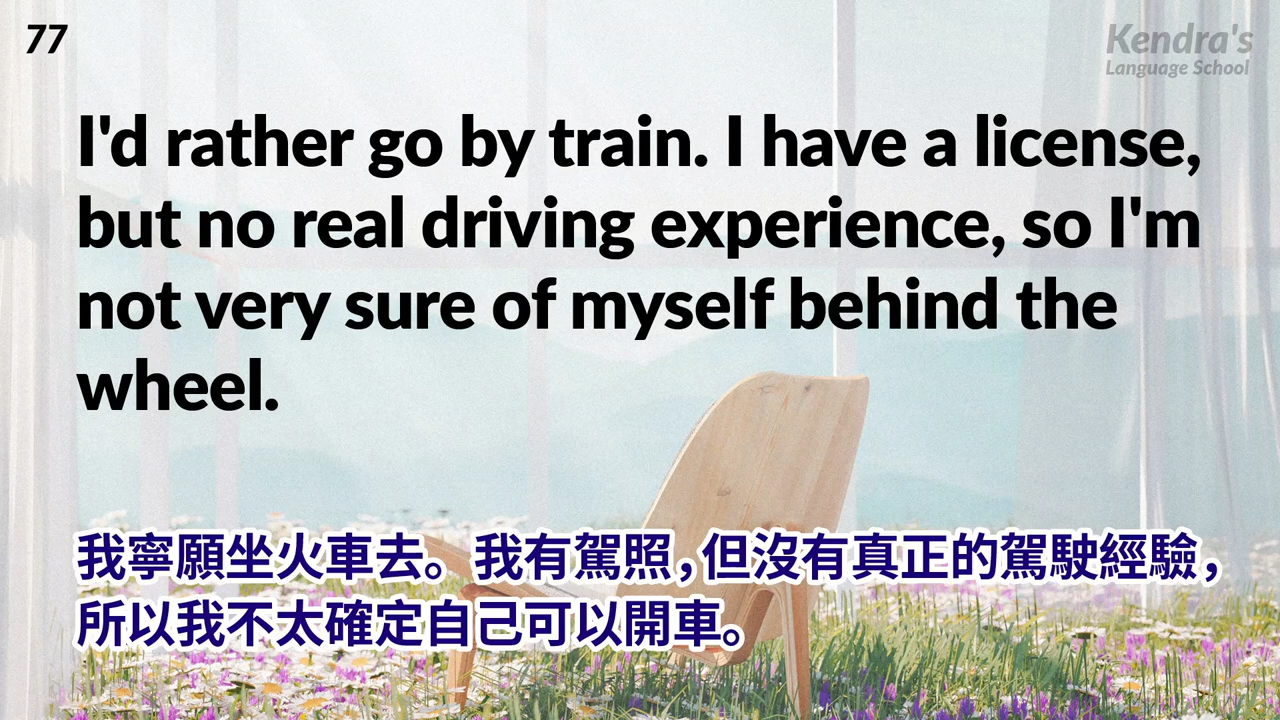 77
Kendra's
Language School
I'd rather go by train. I have a license,
but no real driving experience, so I'm
not very sure of myself behind the
wheel.
我寧願坐火車去。我有駕照，但沒有真正的駕駛經驗，
所以我不太確定自己可以開車。